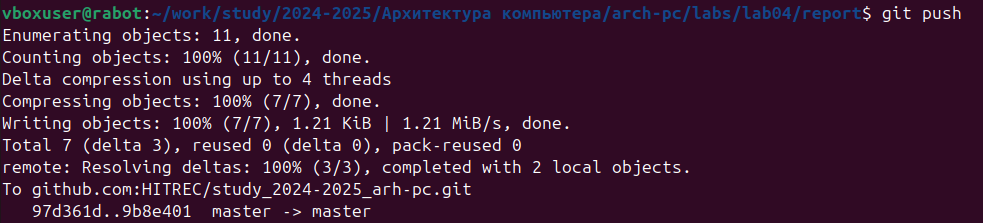 vboxuser@rabot:~/work/study/2024-2025/Архитектура компьютера/arch-pc/labs/lab04/report$ git push
Enumerating objects: 11, done.
Counting objects: 100% (11/11), done.
Delta compression using up to 4 threads
Compressing objects: 100% (7/7), done.
Writing objects: 100% (7/7), 1.21 KiB | 1.21 MiB/s, done.
Total 7 (delta 3), reused 0 (delta 0), pack-reused 0
remote: Resolving deltas: 100% (3/3), completed with 2 local objects.
To github.com:HITREC/study_2024-2025_arh-pc.git
   97d361d..9b8e401  master -> master